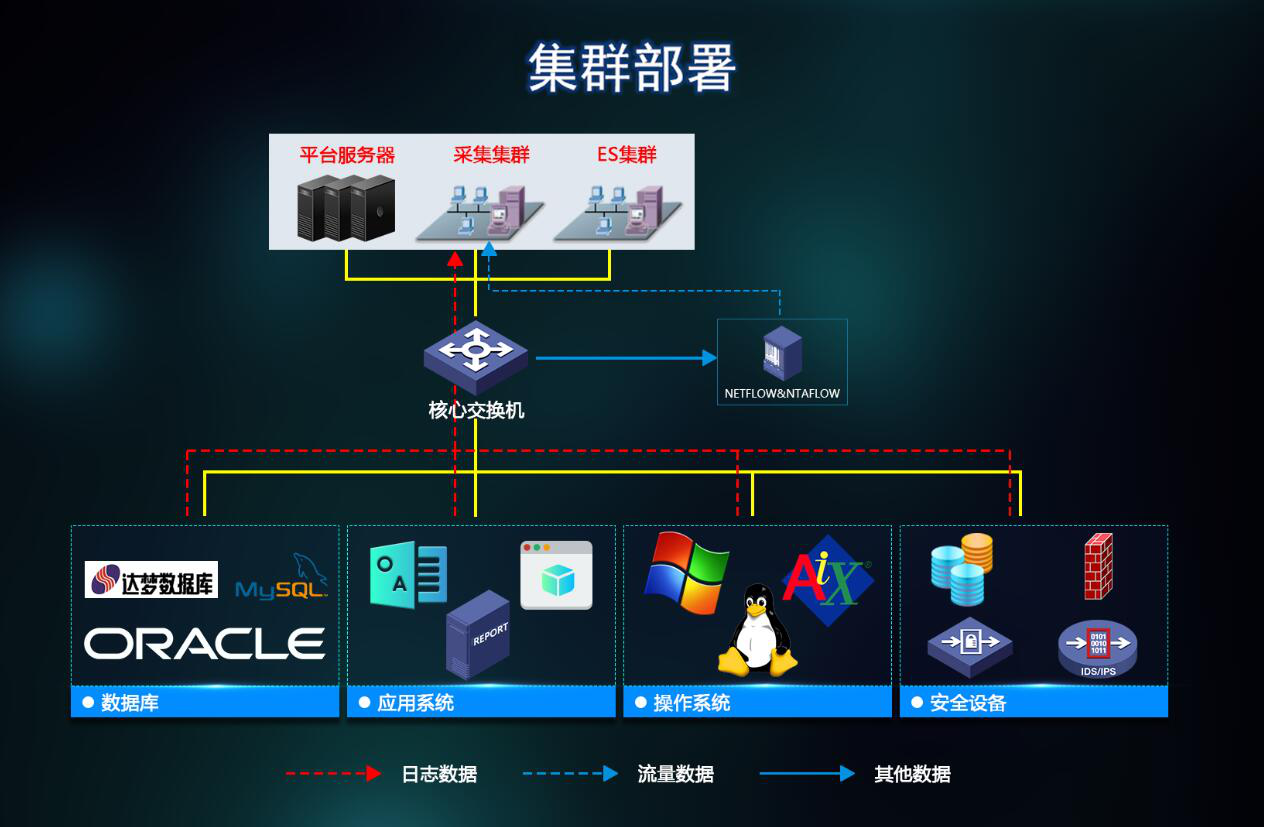 集群部署
平台服务器
采集集群
ES集群
核心交换机
NETFLOW&NTAFLOW
达梦数据库
MySQL™
ORACLE
O
A
REPORT
AiX®
0101
0010
1011
IDS/IPS
数据库
应用系统
操作系统
安全设备
日志数据
流量数据
其他数据